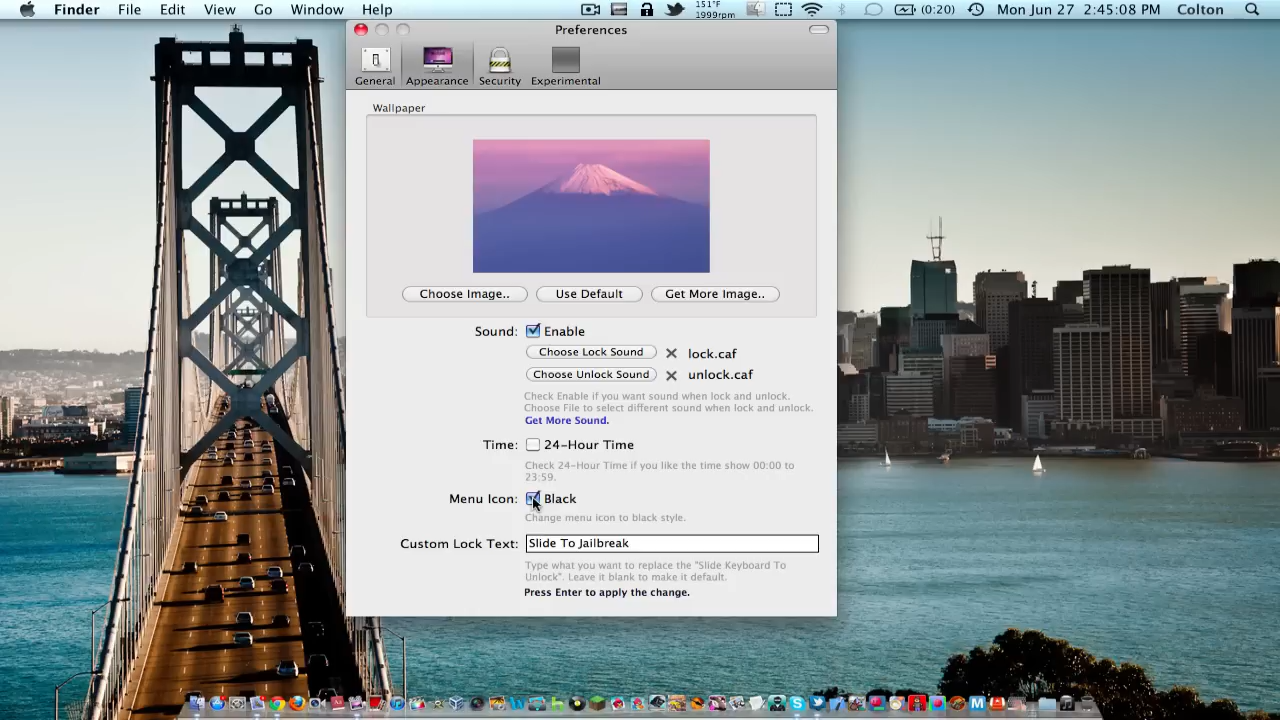 Finder File Edit View Go Window Help 151°F 1999rpm (0:20) Mon Jun 27 2:45:08 PM Colton
Preferences
General Appearance Security Experimental
Wallpaper
Choose Image.. Use Default Get More Image..
Sound: Enable
Choose Lock Sound lock.caf
Choose Unlock Sound unlock.caf
Check Enable if you want sound when lock and unlock.
Choose File to select different sound when lock and unlock.
Get More Sound.
Time: 24-Hour Time
Check 24-Hour Time if you like the time show 00:00 to
23:59.
Menu Icon: Black
Change menu icon to black style.
Custom Lock Text: Slide To Jailbreak
Type what you want to replace the "Slide Keyboard To
Unlock". Leave it blank to make it default.
Press Enter to apply the change.